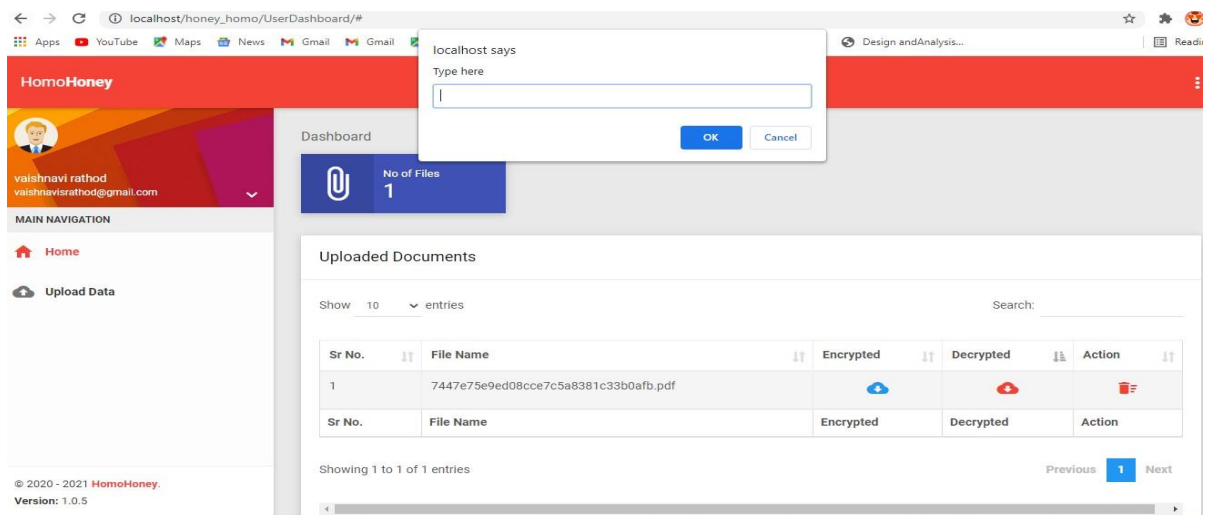 localhost/honey_homo/UserDashboard/#
Apps YouTube Maps News Gmail Gmail Design andAnalysis...
localhost says
Type here
OK Cancel
HomoHoney
vaishnavi rathod
vaishnavisrathod@gmail.com
MAIN NAVIGATION
Home
Upload Data
© 2020 - 2021 HomoHoney.
Version: 1.0.5
Dashboard
No of Files
1
Uploaded Documents
Show 10 entries Search:
Sr No. File Name Encrypted Decrypted Action
1 7447e75e9ed08cce7c5a8381c33b0afb.pdf
Sr No. File Name Encrypted Decrypted Action
Showing 1 to 1 of 1 entries Previous 1 Next